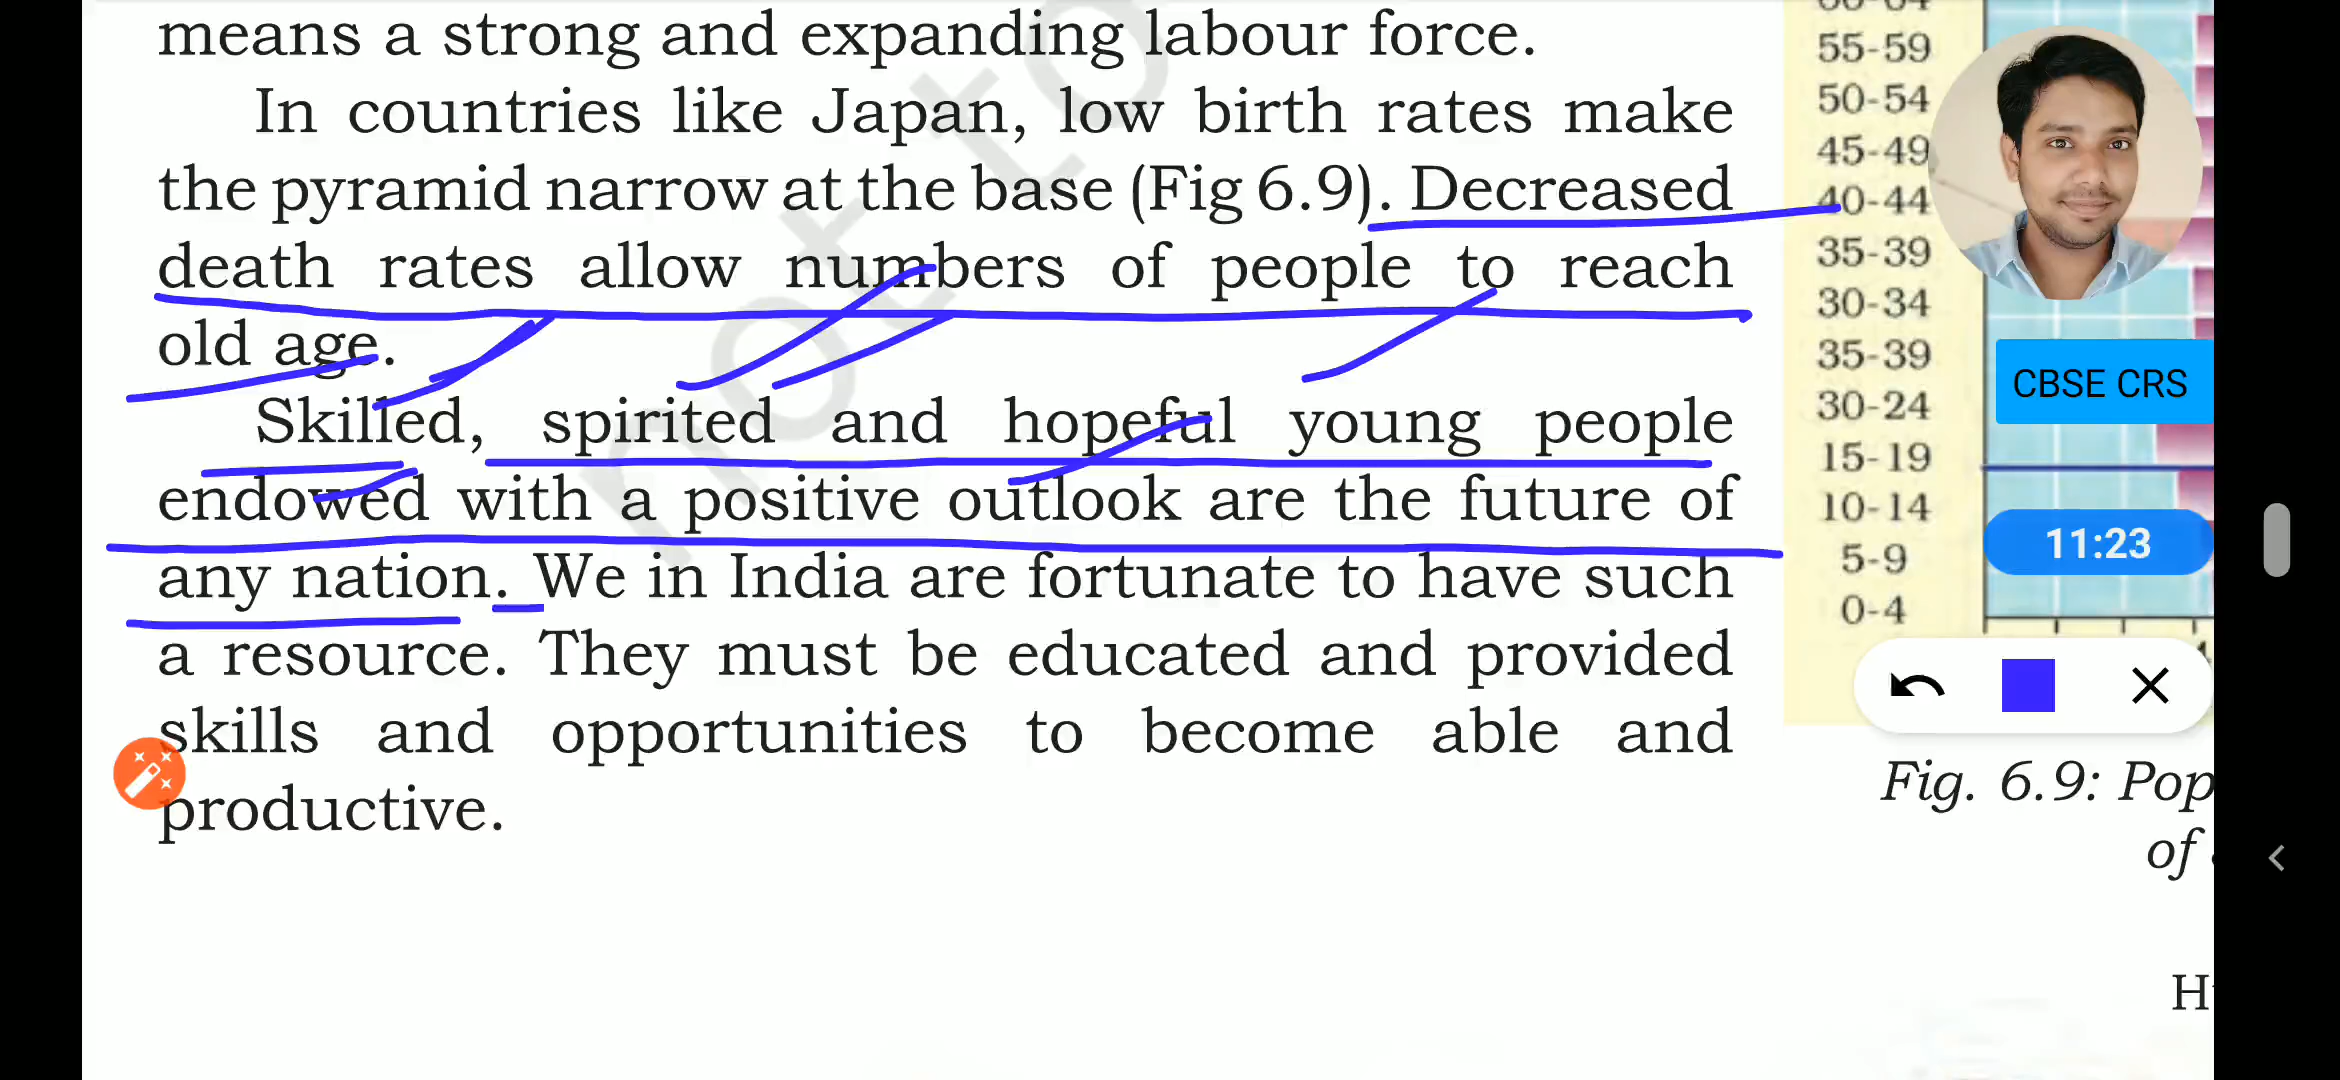 means a strong and expanding labour force.
In countries like Japan, low birth rates make
the pyramid narrow at the base (Fig 6.9). Decreased
death rates allow numbers of people to reach
old age.
Skilled, spirited and hopeful young people
endowed with a positive outlook are the future of
any nation. We in India are fortunate to have such
a resource. They must be educated and provided
skills and opportunities to become able and
productive.
not to
60-64
55-59
50-54
45-49
40-44
35-39
30-34
35-39
30-24
15-19
10-14
5-9
0-4
CBSE CRS
11:23
Fig. 6.9: Pop
of
H